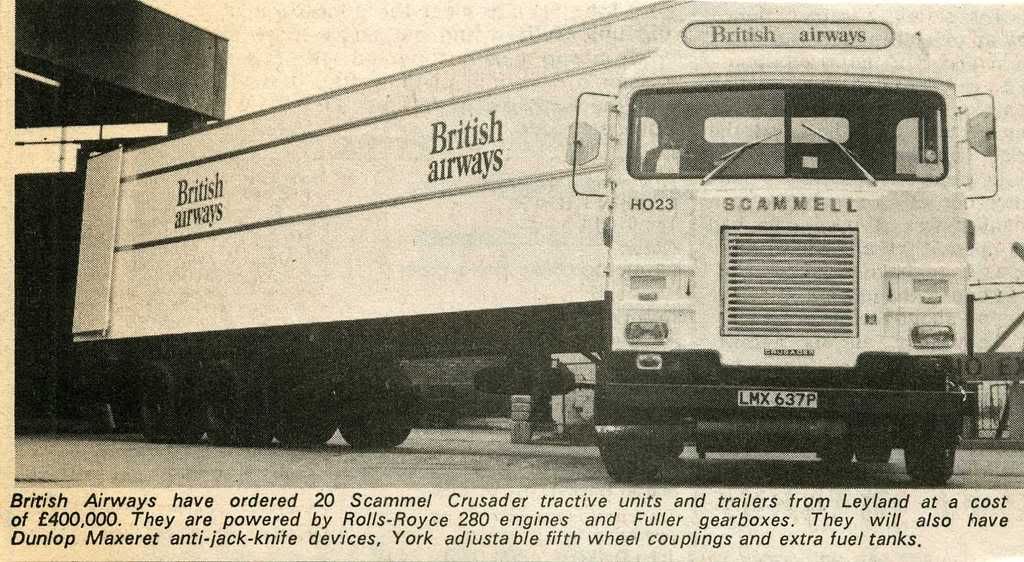 British airways
British
airways
British
airways
HO23
SCAMMELL
CRUSADER
LMX 637P
British Airways have ordered 20 Scammel Crusader tractive units and trailers from Leyland at a cost
of £400,000. They are powered by Rolls-Royce 280 engines and Fuller gearboxes. They will also have
Dunlop Maxeret anti-jack-knife devices, York adjustable fifth wheel couplings and extra fuel tanks.